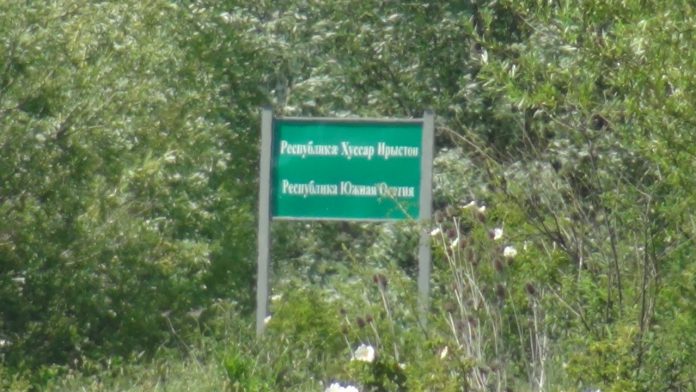 Республикæ Хуссар Ирыстон
Республика Южная Осетия